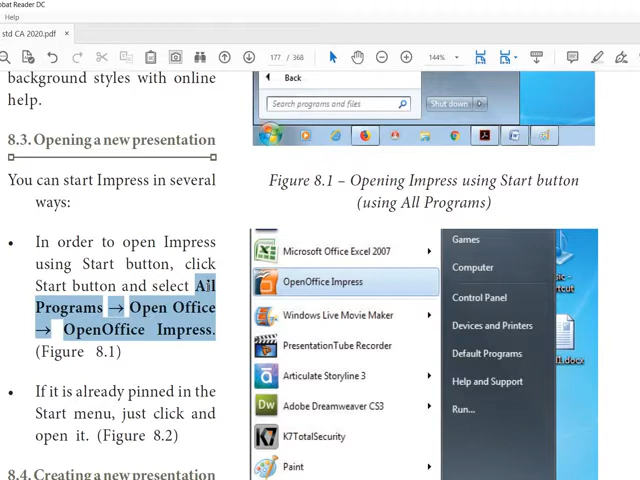 obat Reader DC
Help
std CA 2020.pdf ×
177 / 368
144%
background styles with online
help.
8.3. Opening a new presentation
You can start Impress in several
ways:
• In order to open Impress
using Start button, click
Start button and select All
Programs → Open Office
→ OpenOffice Impress.
(Figure 8.1)
• If it is already pinned in the
Start menu, just click and
open it. (Figure 8.2)
8.4. Creating a new presentation
Back
Search programs and files
Shut down
Figure 8.1 – Opening Impress using Start button
(using All Programs)
Microsoft Office Excel 2007
OpenOffice Impress
Windows Live Movie Maker
PresentationTube Recorder
Articulate Storyline 3
Adobe Dreamweaver CS3
K7TotalSecurity
Paint
Games
Computer
Control Panel
Devices and Printers
Default Programs
Help and Support
Run...